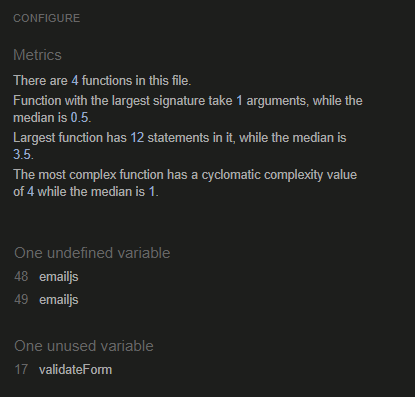 CONFIGURE
Metrics
There are 4 functions in this file.
Function with the largest signature take 1 arguments, while the
median is 0.5.
Largest function has 12 statements in it, while the median is
3.5.
The most complex function has a cyclomatic complexity value
of 4 while the median is 1.
One undefined variable
48 emailjs
49 emailjs
One unused variable
17 validateForm